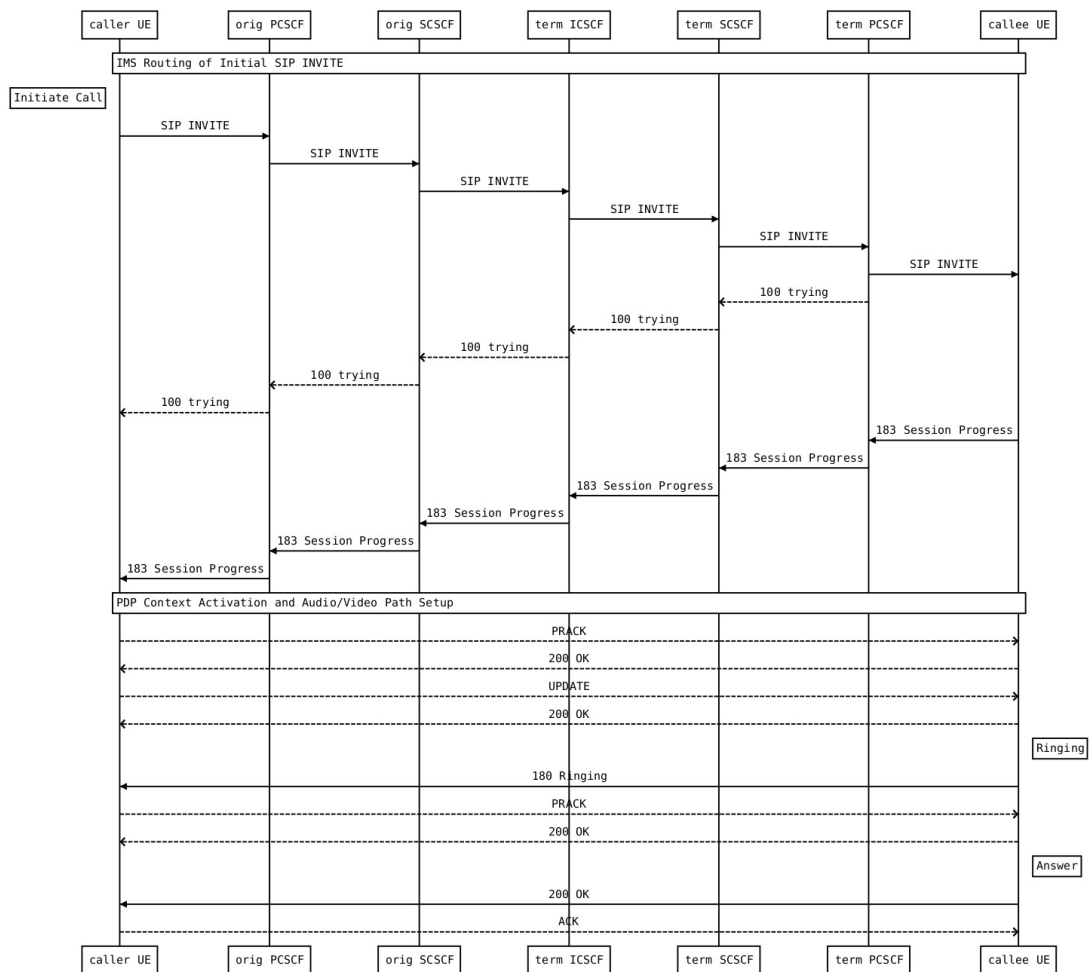 caller UE orig PCSCF orig SCSCF term ICSCF term SCSCF term PCSCF callee UE
IMS Routing of Initial SIP INVITE
Initiate Call
SIP INVITE
SIP INVITE
SIP INVITE
SIP INVITE
SIP INVITE
SIP INVITE
100 trying
100 trying
100 trying
100 trying
100 trying
183 Session Progress
183 Session Progress
183 Session Progress
183 Session Progress
183 Session Progress
183 Session Progress
PDP Context Activation and Audio/Video Path Setup
PRACK
200 OK
UPDATE
200 OK
Ringing
180 Ringing
PRACK
200 OK
Answer
200 OK
ACK
caller UE orig PCSCF orig SCSCF term ICSCF term SCSCF term PCSCF callee UE